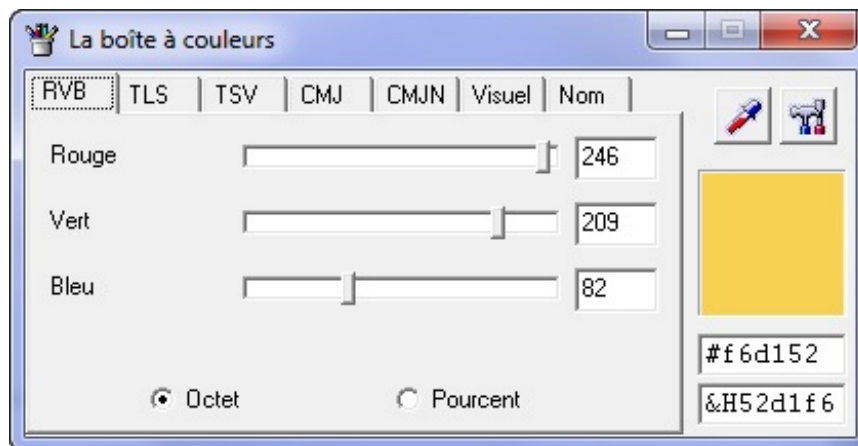 La boîte à couleurs
RVB TLS TSV CMJ CMJN Visuel Nom
Rouge 246
Vert 209
Bleu 82
#f6d152
Octet Pourcent
&H52d1f6